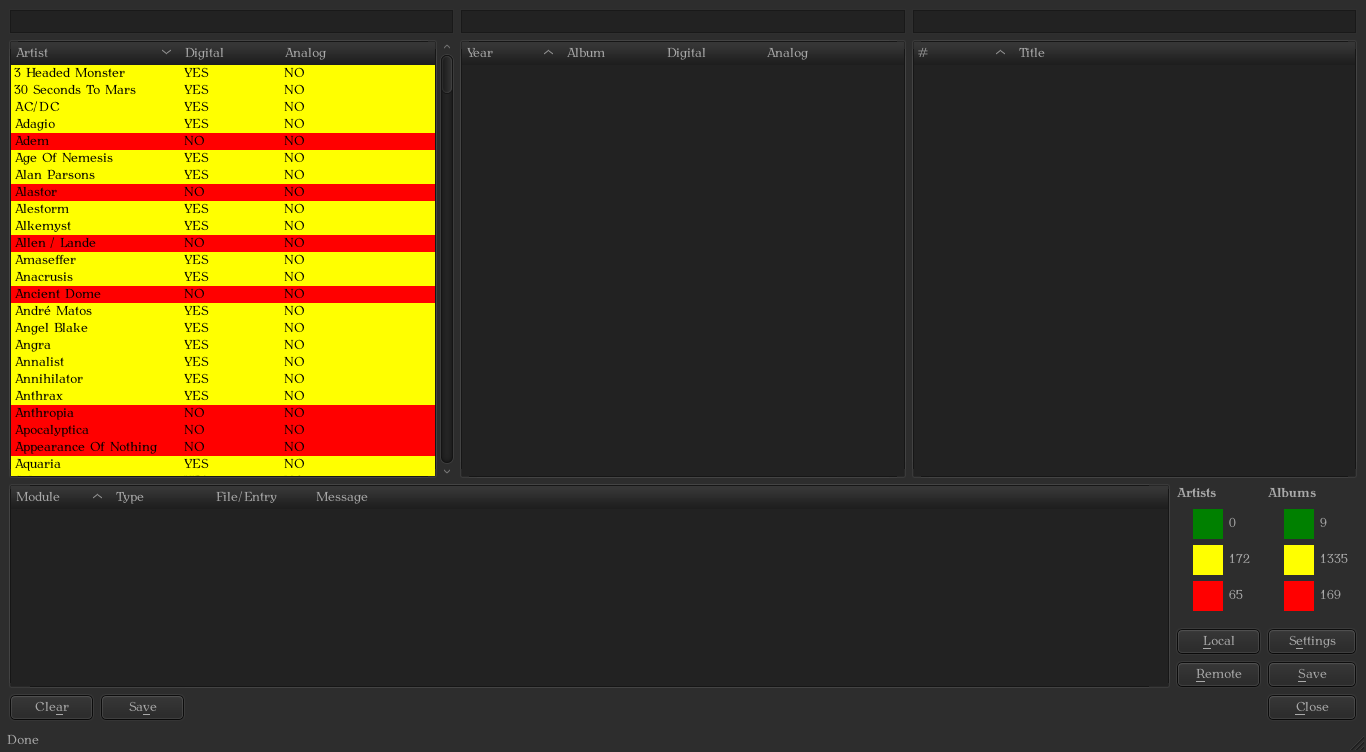 Artist Digital Analog
3 Headed Monster YES NO
30 Seconds To Mars YES NO
AC/DC YES NO
Adagio YES NO
Adem NO NO
Age Of Nemesis YES NO
Alan Parsons YES NO
Alastor NO NO
Alestorm YES NO
Alkemyst YES NO
Allen / Lande NO NO
Amaseffer YES NO
Anacrusis YES NO
Ancient Dome NO NO
André Matos YES NO
Angel Blake YES NO
Angra YES NO
Annalist YES NO
Annihilator YES NO
Anthrax YES NO
Anthropia NO NO
Apocalyptica NO NO
Appearance Of Nothing NO NO
Aquaria YES NO
Year Album Digital Analog
# Title
Module Type File/Entry Message
Artists Albums
0 9
172 1335
65 169
Local Settings
Remote Save
Clear Save Close
Done